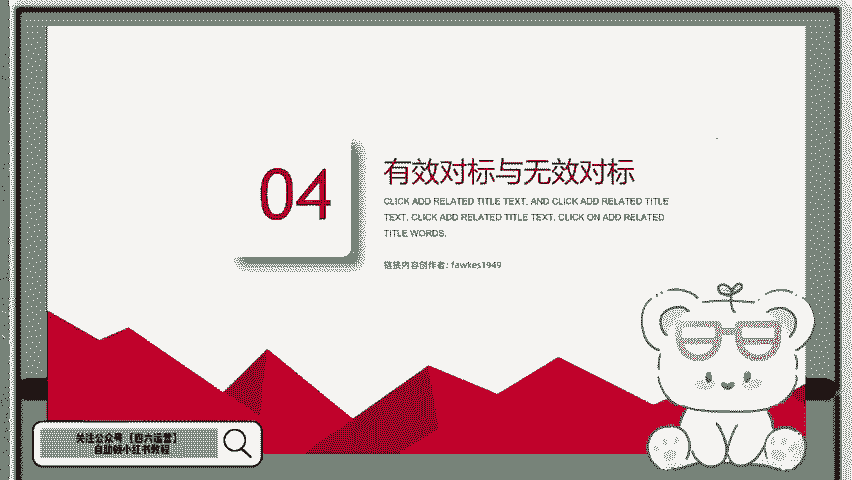 04
有效对标与无效对标
CLICK ADD RELATED TITLE TEXT, AND CLICK ADD RELATED TITLE
TEXT, CLICK ADD RELATED TITLE TEXT, CLICK ON ADD RELATED
TITLE WORDS.
链接内容创作者: fawkes1949
关注公众号【四六运营】
自助领小红书教程